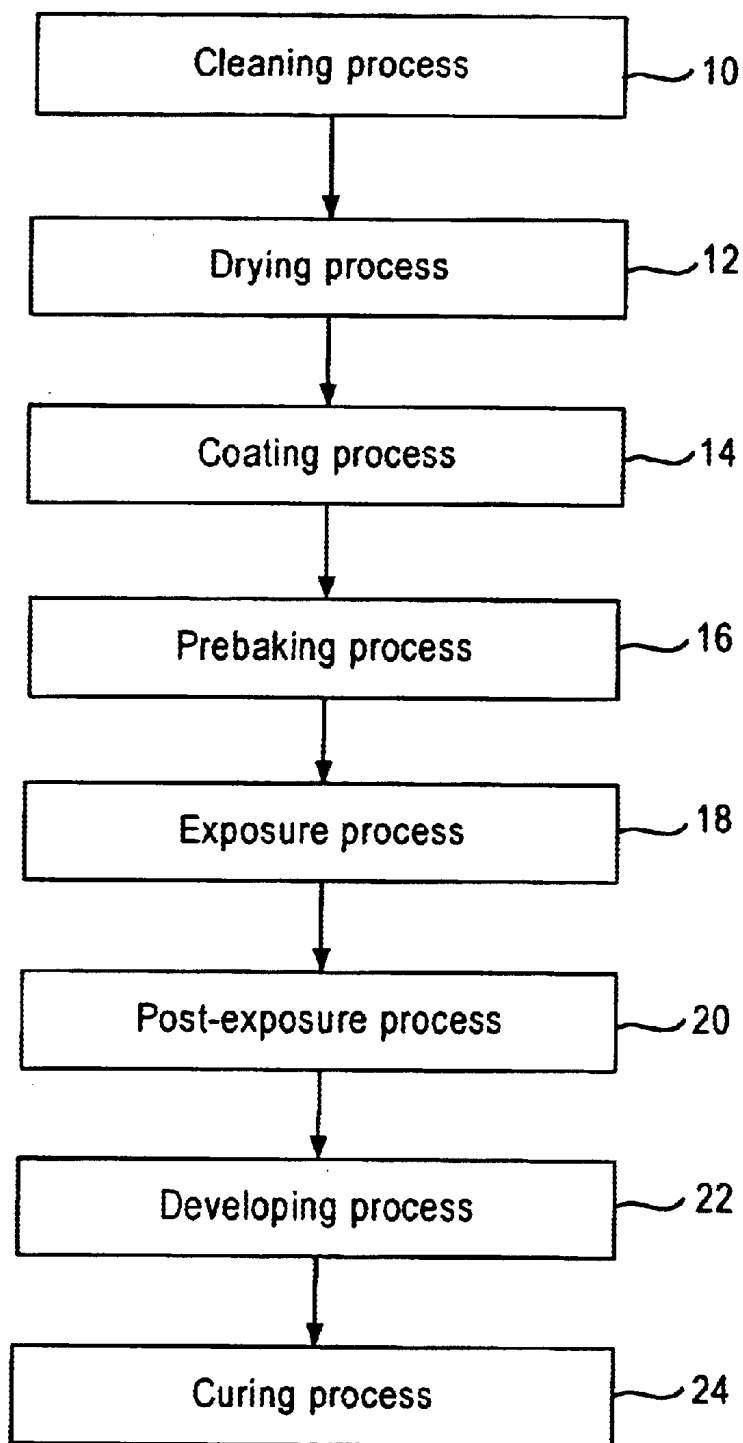 Cleaning process 10
Drying process 12
Coating process 14
Prebaking process 16
Exposure process 18
Post-exposure process 20
Developing process 22
Curing process 24